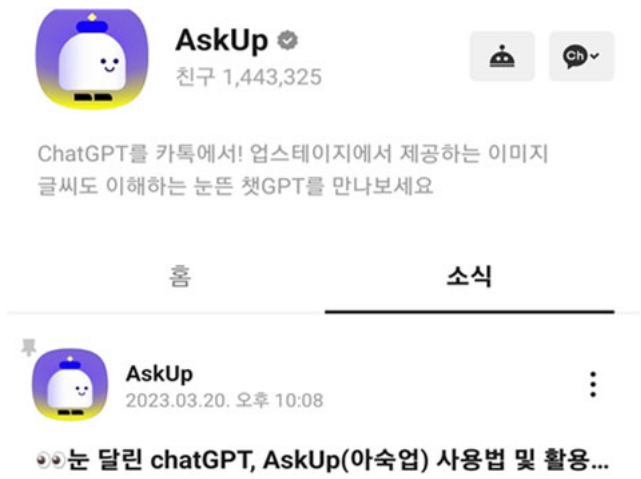 AskUp
친구 1,443,325
Ch
ChatGPT를 카톡에서! 업스테이지에서 제공하는 이미지
글씨도 이해하는 눈뜬 챗GPT를 만나보세요
홈 소식
AskUp
2023.03.20. 오후 10:08
👀눈 달린 chatGPT, AskUp(아숙업) 사용법 및 활용...